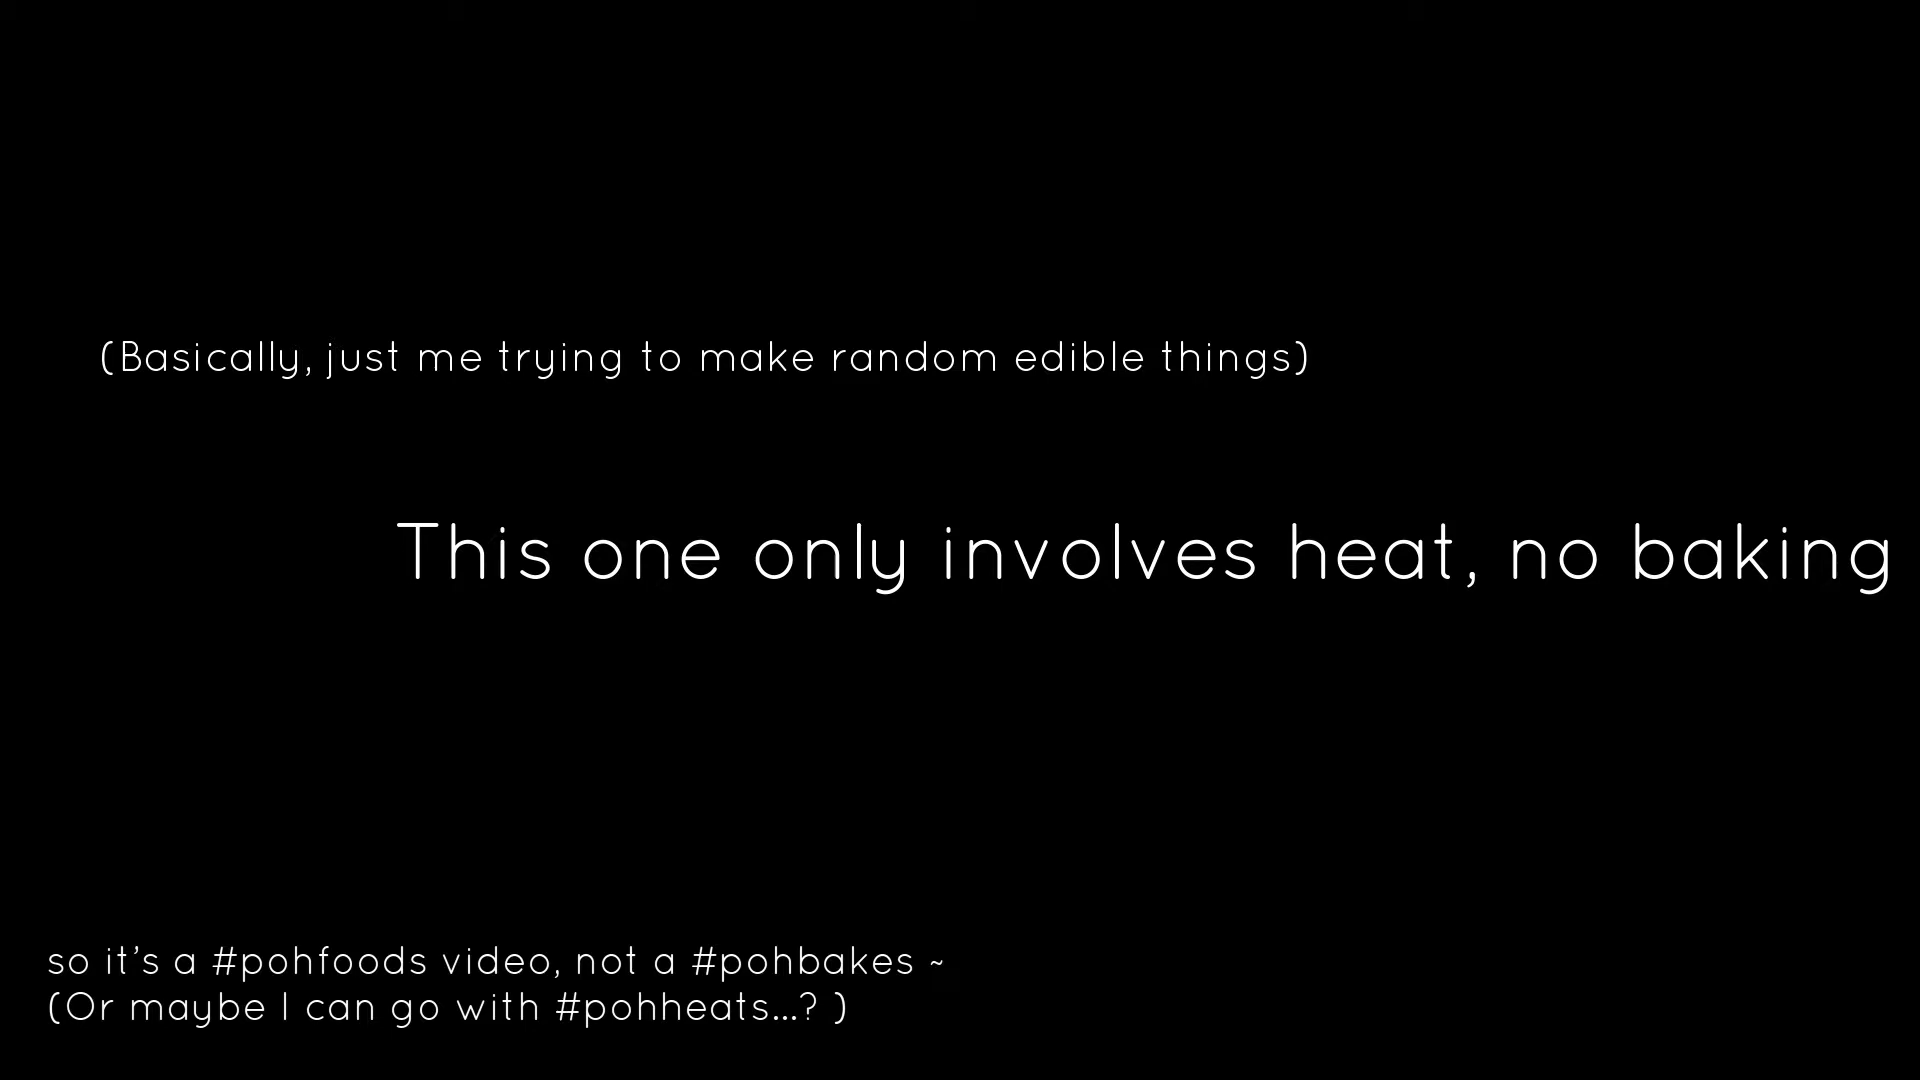 (Basically, just me trying to make random edible things)
This one only involves heat, no baking
so it's a #pohfoods video, not a #pohbakes ~
(Or maybe I can go with #pohheats...? )